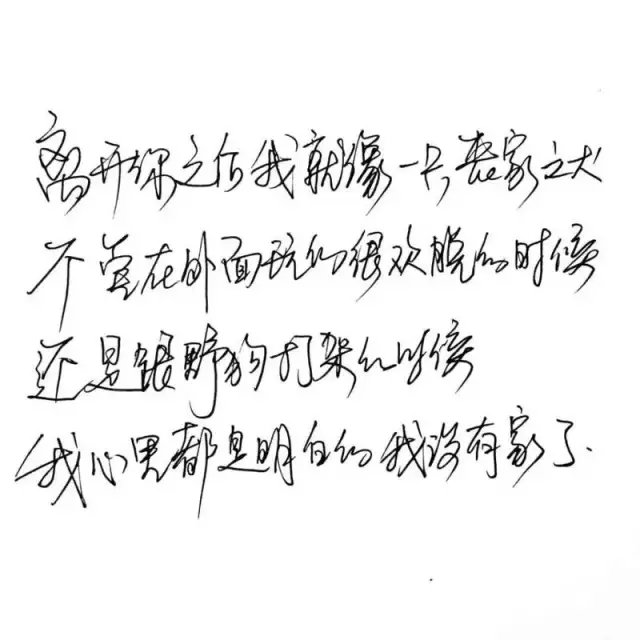 离开你之后我就像一只丧家之犬
不管在外面玩的很欢脱的时候
还是跟野狗打架的时候
我心里都是明白的我没有家了.